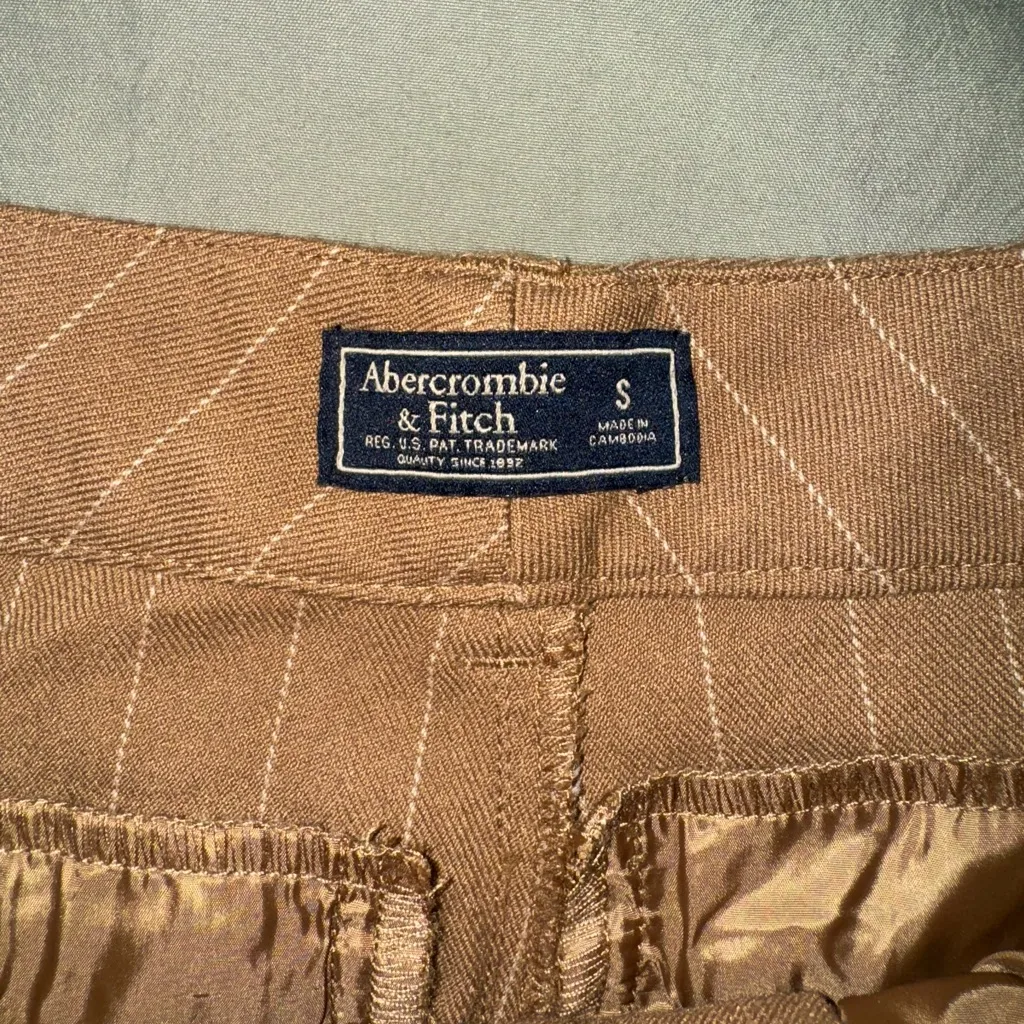 Abercrombie
& Fitch
REG. U.S. PAT. TRADEMARK
QUALITY SINCE 1892
S
MADE IN
CAMBODIA